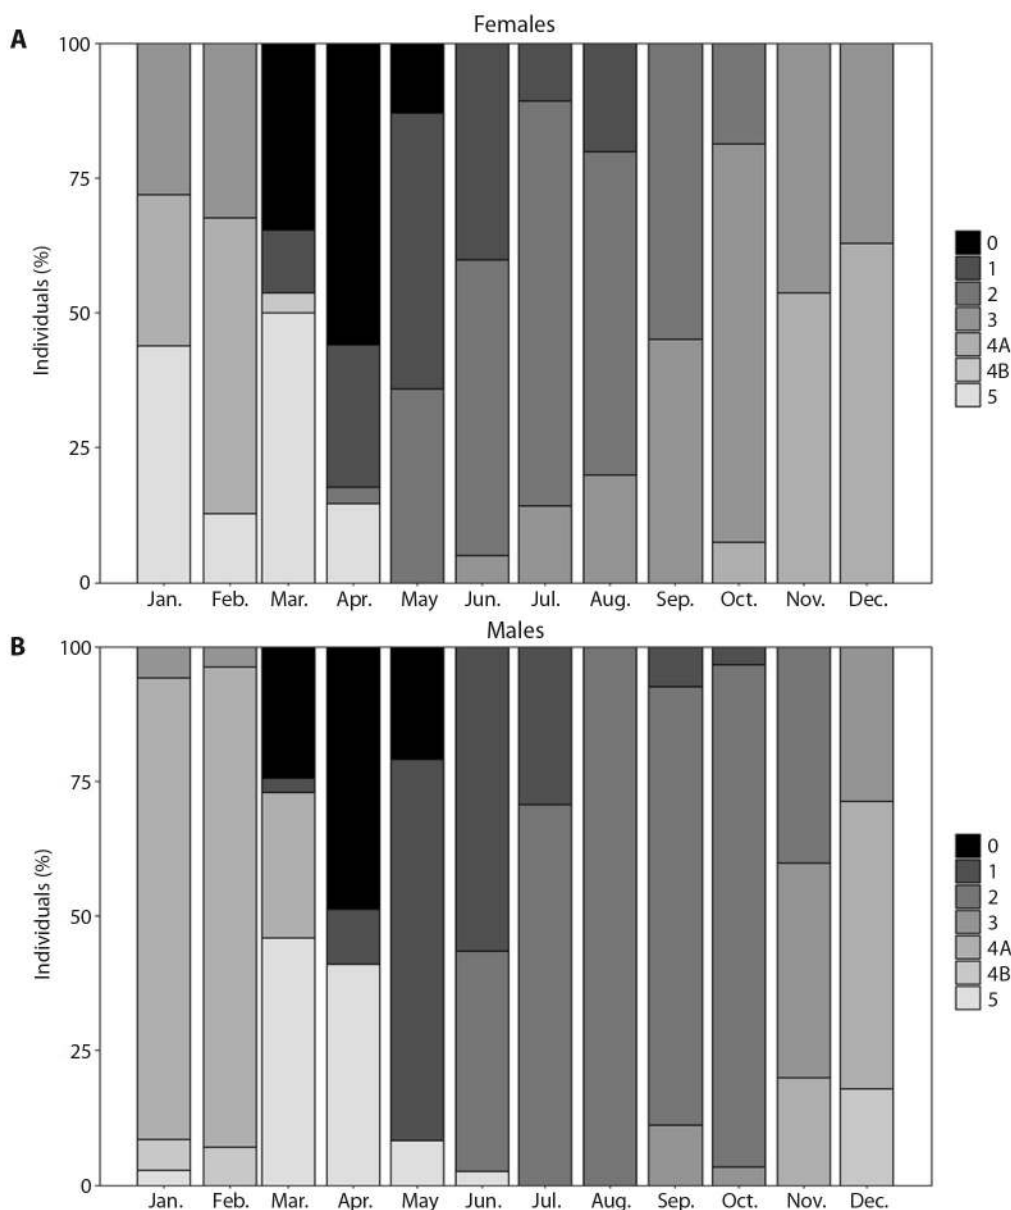 A
Females
100
75
50
25
0
Individuals (%)
Jan. Feb. Mar. Apr. May Jun. Jul. Aug. Sep. Oct. Nov. Dec.
0
1
2
3
4A
4B
5
B
Males
100
75
50
25
0
Individuals (%)
Jan. Feb. Mar. Apr. May Jun. Jul. Aug. Sep. Oct. Nov. Dec.
0
1
2
3
4A
4B
5